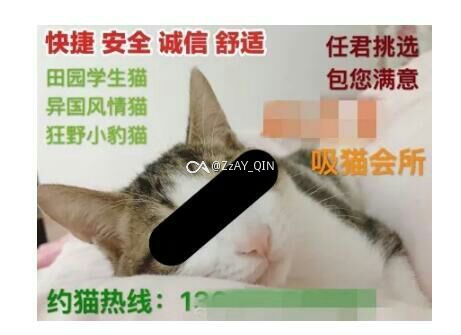 快捷 安全 诚信 舒适
任君挑选
包您满意
田园学生猫
异国风情猫
狂野小豹猫
@ZzAY_QIN
吸猫会所
约猫热线：13